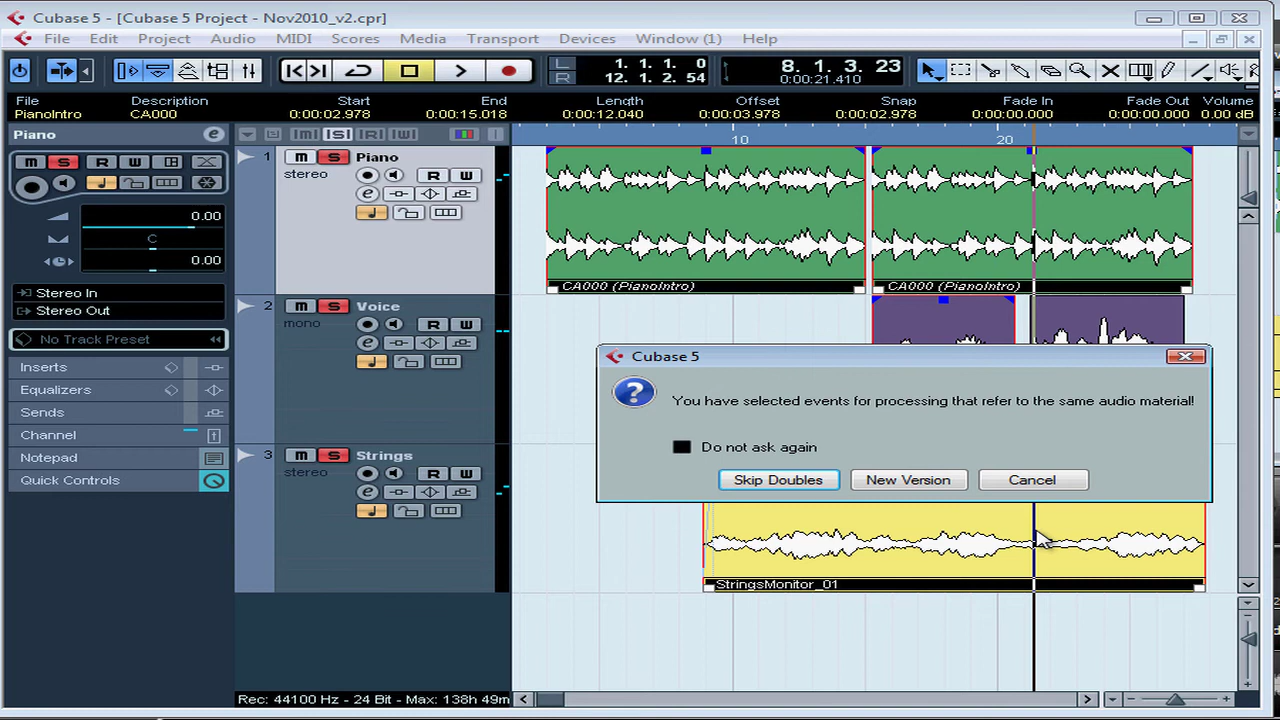 Cubase 5 - [Cubase 5 Project - Nov2010_v2.cpr]
File Edit Project Audio MIDI Scores Media Transport Devices Window (1) Help
L 1. 1. 1. 0
R 12. 1. 2. 54
8. 1. 3. 23
0:00:21.410
File Description Start End Length Offset Snap Fade In Fade Out Volume
PianoIntro CA000 0:00:02.978 0:00:15.018 0:00:12.040 0:00:03.978 0:00:02.978 0:00:00.000 0:00:00.000 0.00 dB
Piano e
m S R W
0.00
C
0.00
Stereo In
Stereo Out
No Track Preset
Inserts
Equalizers
Sends
Channel
Notepad
Quick Controls
|M| |S| |R| |W|
10 20
1 m S Piano
stereo R W
e
CA000 (PianoIntro) CA000 (PianoIntro)
2 m S Voice
mono R W
e
3 m S Strings
stereo R W
e
StringsMonitor_01
Cubase 5
You have selected events for processing that refer to the same audio material!
Do not ask again
Skip Doubles New Version Cancel
Rec: 44100 Hz - 24 Bit - Max: 138h 49m